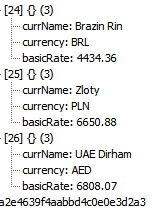 [24] {} (3)
currName: Brazin Rin
currency: BRL
basicRate: 4434.36
[25] {} (3)
currName: Zloty
currency: PLN
basicRate: 6650.88
[26] {} (3)
currName: UAE Dirham
currency: AED
basicRate: 6808.07
a2e4639f4aabbd4c0e0e3d2a3